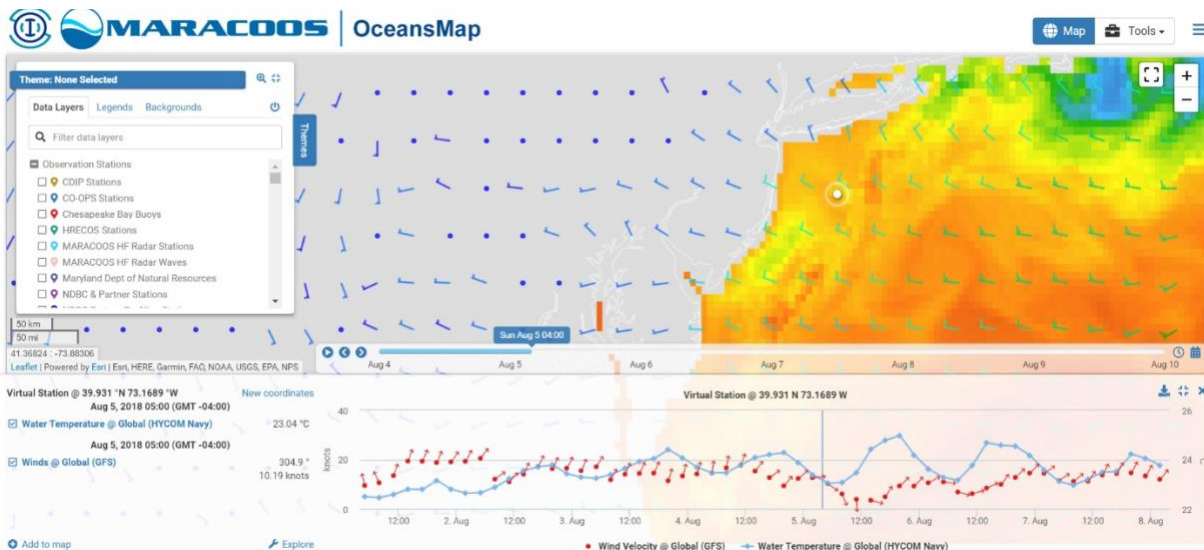 MARACOOS | OceansMap
Map
Tools
Theme: None Selected
Data Layers Legends Backgrounds
Filter data layers
Themes
Observation Stations
CDIP Stations
CO-OPS Stations
Chesapeake Bay Buoys
HRECOS Stations
MARACOOS HF Radar Stations
MARACOOS HF Radar Waves
Maryland Dept of Natural Resources
NDBC & Partner Stations
+
−
50 km
50 mi
41.36824 : -73.88306
Leaflet | Powered by Esri | Esri, HERE, Garmin, FAO, NOAA, USGS, EPA, NPS
Sun Aug 5 04:00
Aug 4 Aug 5 Aug 6 Aug 7 Aug 8 Aug 9 Aug 10
Virtual Station @ 39.931 °N 73.1689 °W New coordinates
Aug 5, 2018 05:00 (GMT -04:00)
Water Temperature @ Global (HYCOM Navy) 23.04 °C
Aug 5, 2018 05:00 (GMT -04:00)
Winds @ Global (GFS) 304.9 °
10.19 knots
Add to map Explore
Virtual Station @ 39.931 N 73.1689 W
40 26
knots
20 24
0 22
12:00 2. Aug 12:00 3. Aug 12:00 4. Aug 12:00 5. Aug 12:00 6. Aug 12:00 7. Aug 12:00 8. Aug
Wind Velocity @ Global (GFS) Water Temperature @ Global (HYCOM Navy)